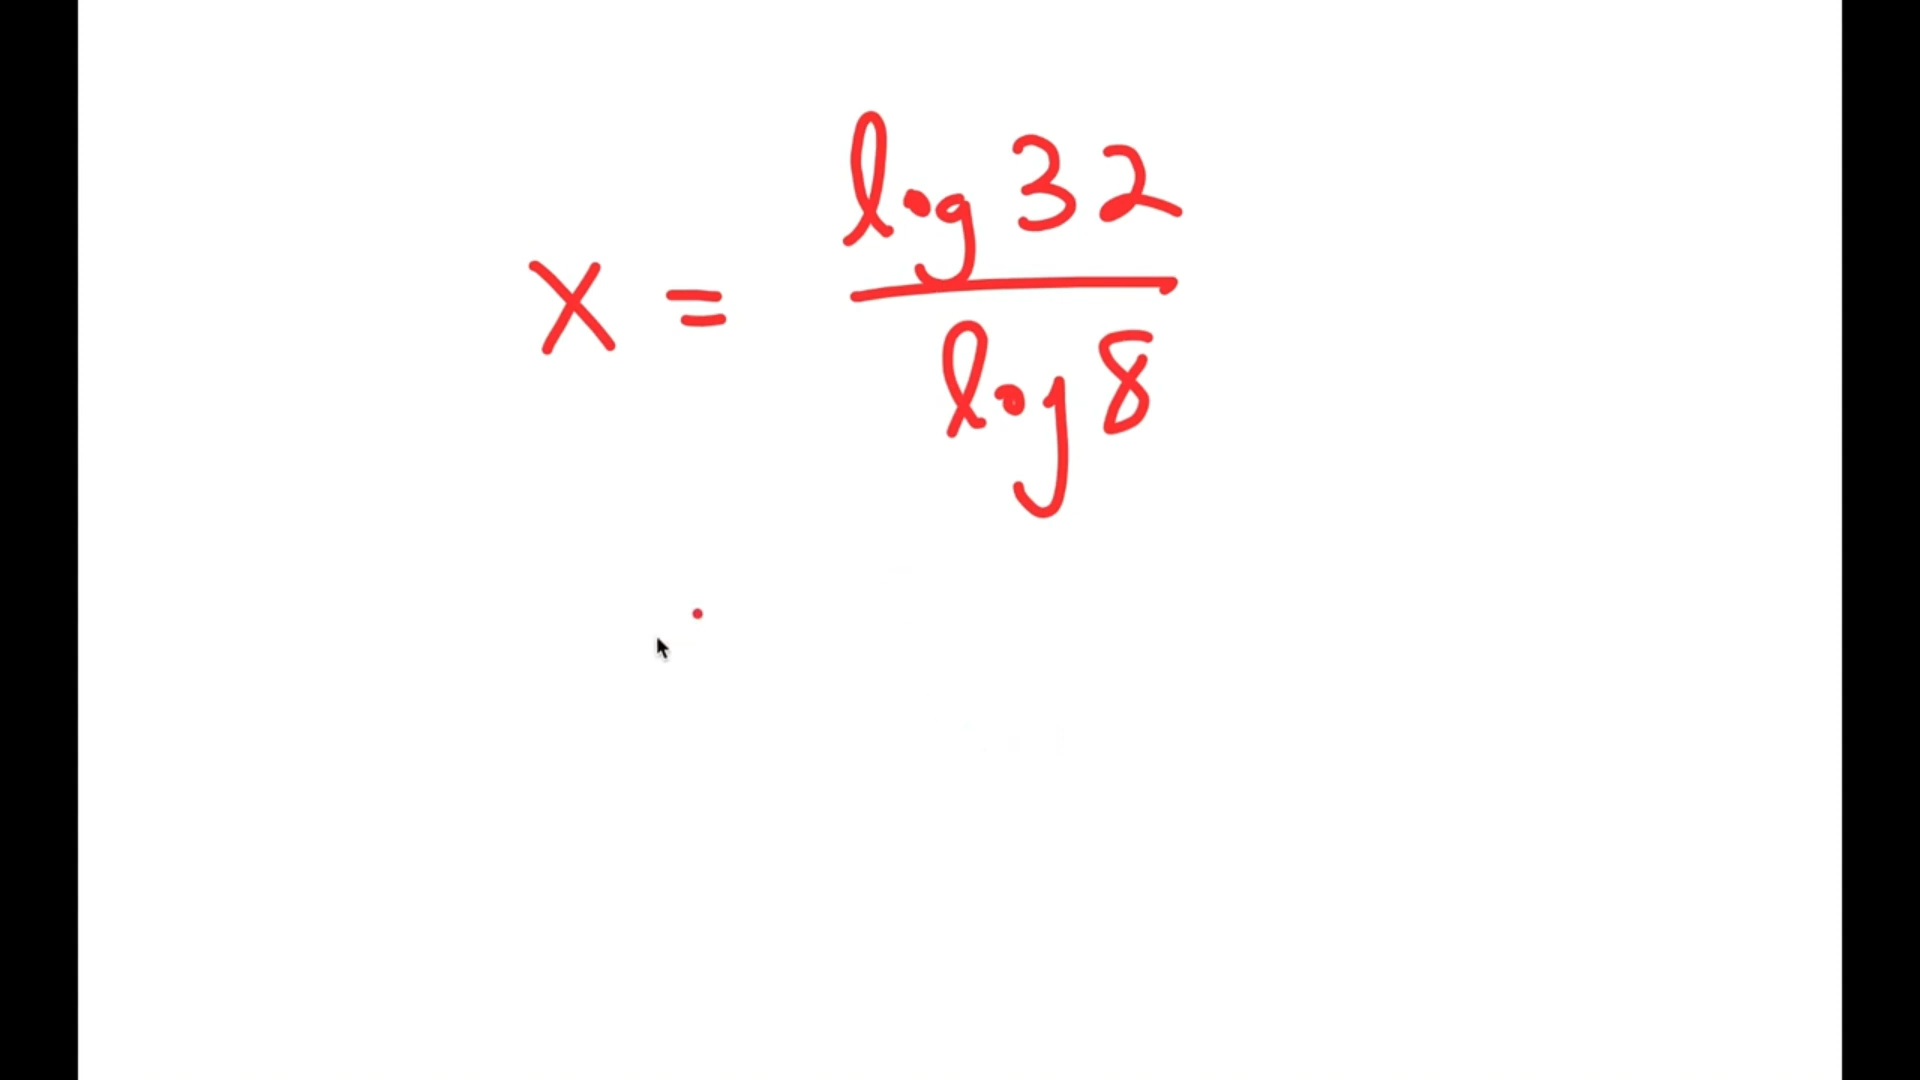 x = log 32 / log 8